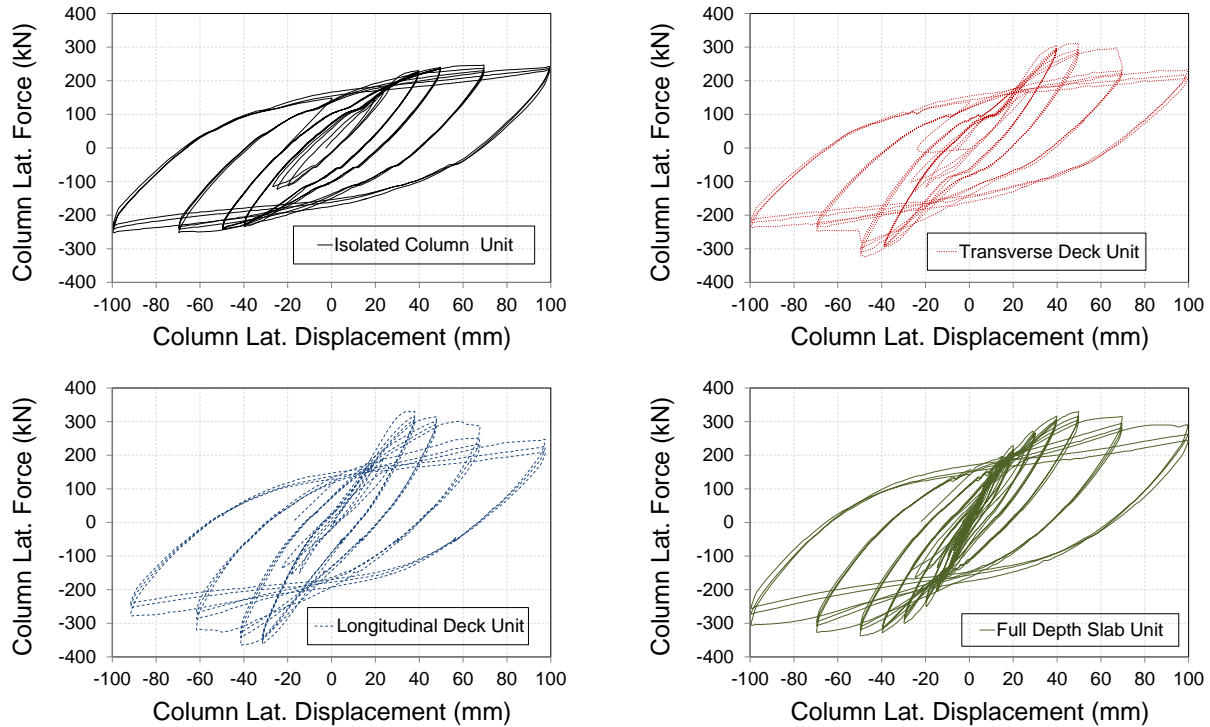 Column Lat. Force (kN)
400
300
200
100
0
-100
-200
-300
-400
Isolated Column Unit
-100 -80 -60 -40 -20 0 20 40 60 80 100
Column Lat. Displacement (mm)
Column Lat. Force (kN)
400
300
200
100
0
-100
-200
-300
-400
Transverse Deck Unit
-100 -80 -60 -40 -20 0 20 40 60 80 100
Column Lat. Displacement (mm)
Column Lat. Force (kN)
400
300
200
100
0
-100
-200
-300
-400
Longitudinal Deck Unit
-100 -80 -60 -40 -20 0 20 40 60 80 100
Column Lat. Displacement (mm)
Column Lat. Force (kN)
400
300
200
100
0
-100
-200
-300
-400
Full Depth Slab Unit
-100 -80 -60 -40 -20 0 20 40 60 80 100
Column Lat. Displacement (mm)